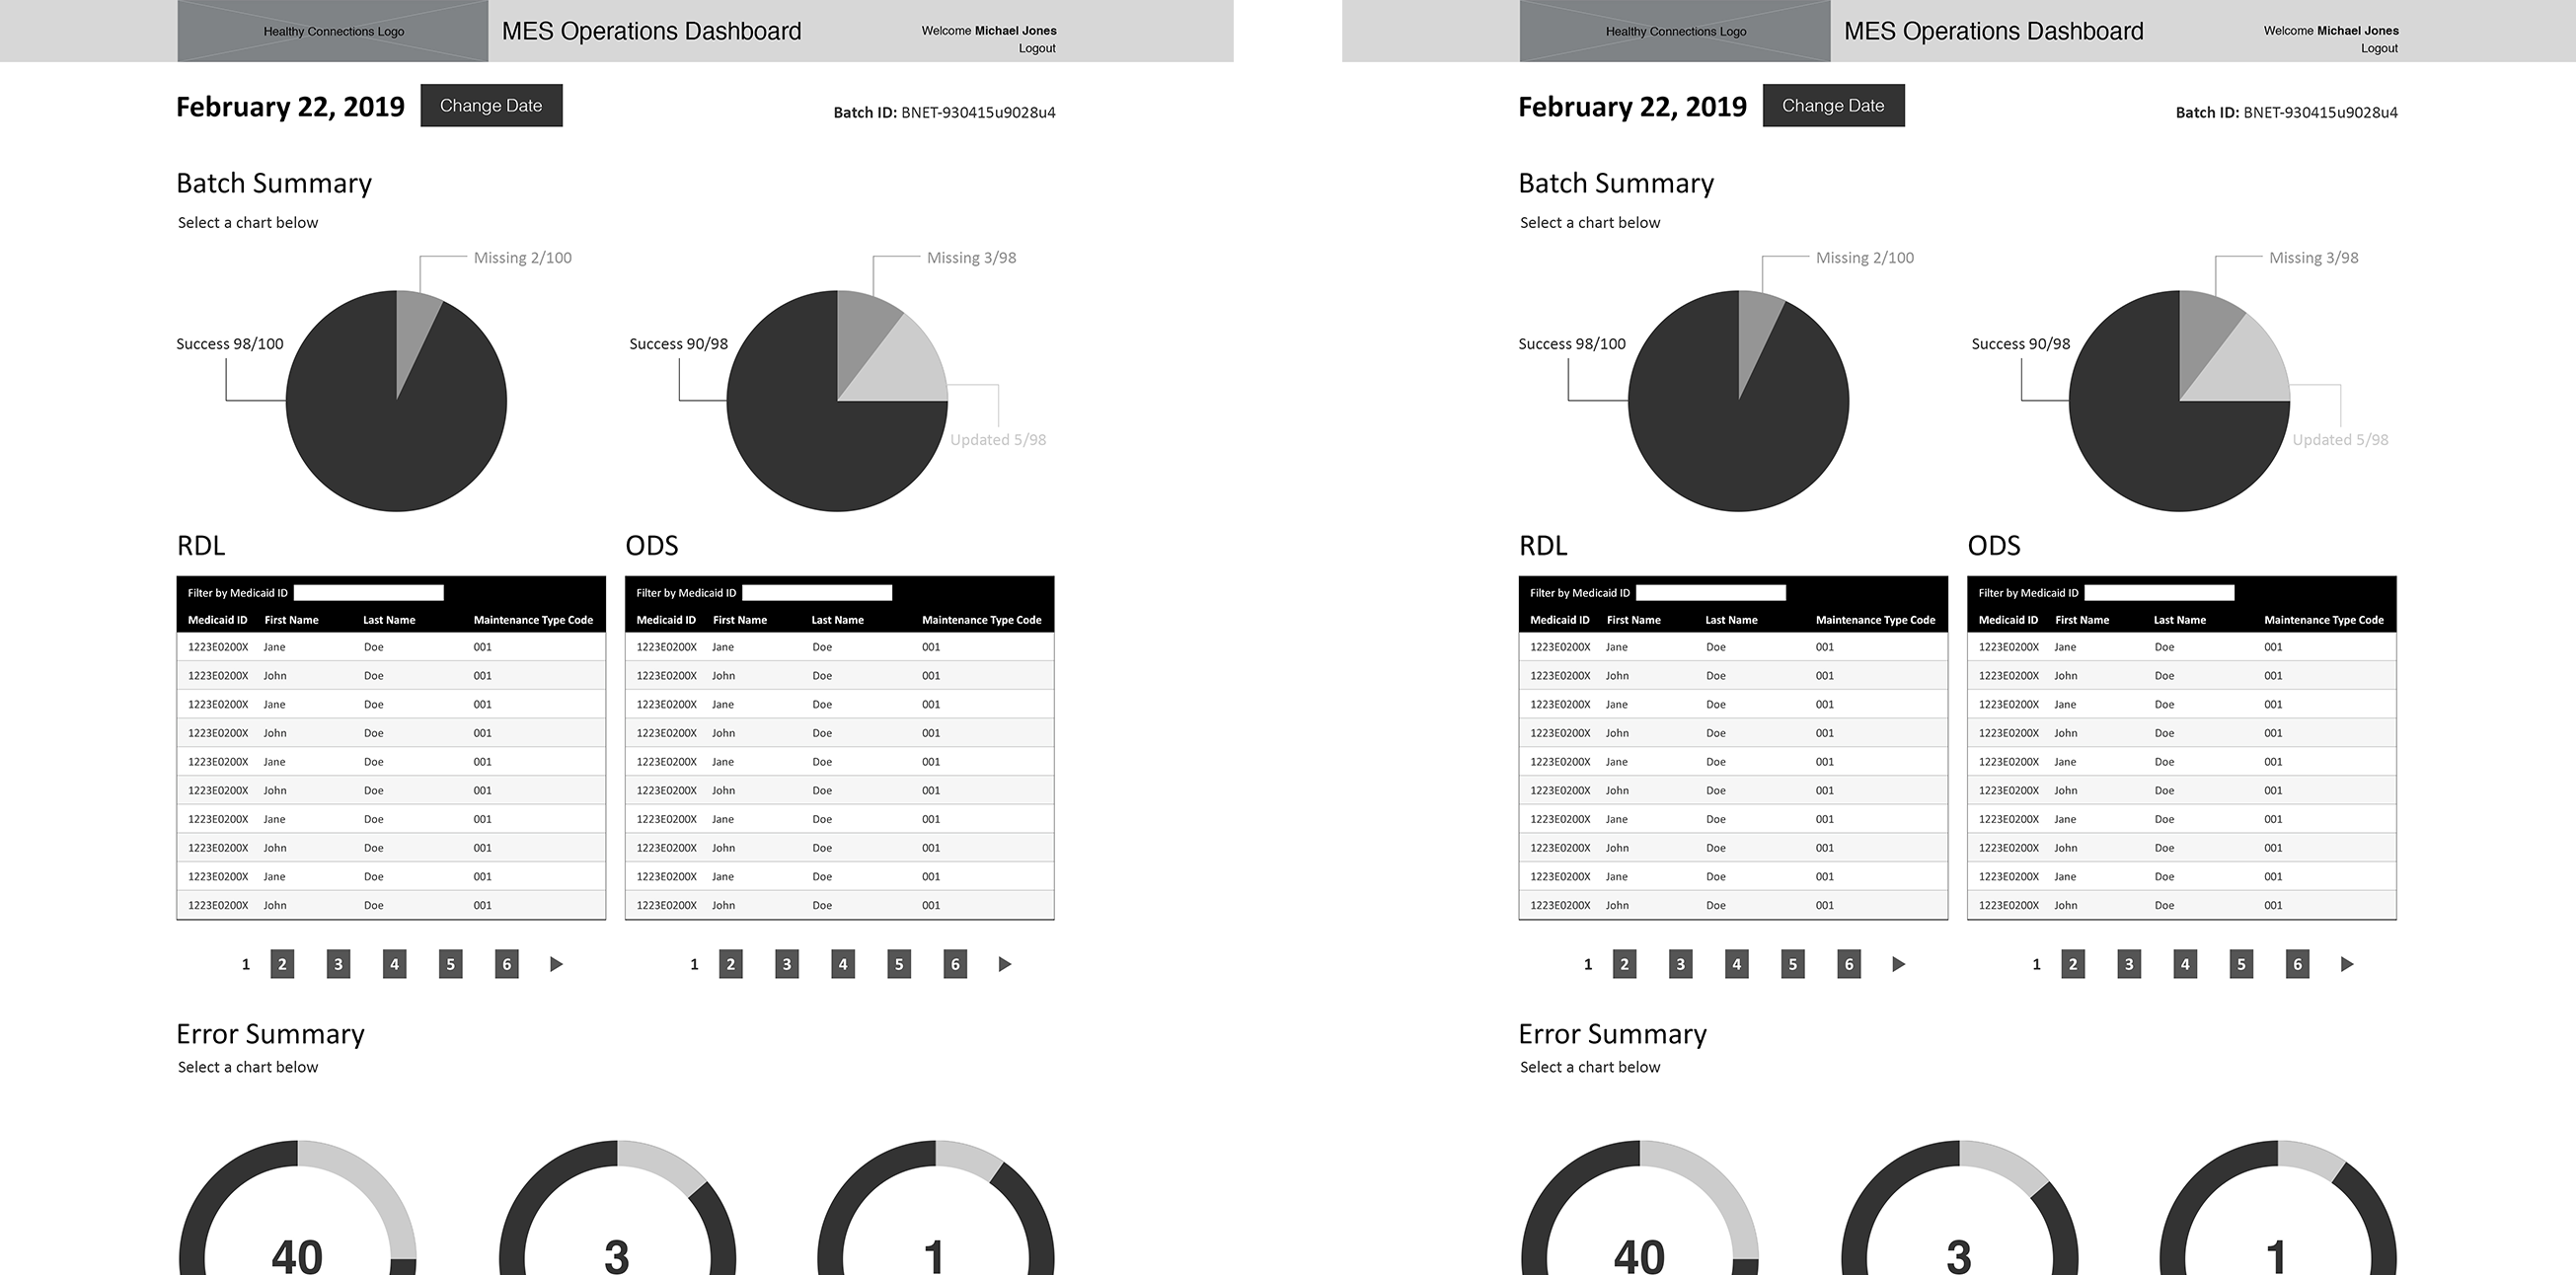 Healthy Connections Logo
MES Operations Dashboard
Welcome Michael Jones
Logout
February 22, 2019
Change Date
Batch ID: BNET-930415u9028u4
Batch Summary
Select a chart below
Missing 2/100
Success 98/100
Missing 3/98
Success 90/98
Updated 5/98
RDL
Filter by Medicaid ID
Medicaid ID First Name Last Name Maintenance Type Code
1223E0200X Jane Doe 001
1223E0200X John Doe 001
1223E0200X Jane Doe 001
1223E0200X John Doe 001
1223E0200X Jane Doe 001
1223E0200X John Doe 001
1223E0200X Jane Doe 001
1223E0200X John Doe 001
1223E0200X Jane Doe 001
1223E0200X John Doe 001
1 2 3 4 5 6
ODS
Filter by Medicaid ID
Medicaid ID First Name Last Name Maintenance Type Code
1223E0200X Jane Doe 001
1223E0200X John Doe 001
1223E0200X Jane Doe 001
1223E0200X John Doe 001
1223E0200X Jane Doe 001
1223E0200X John Doe 001
1223E0200X Jane Doe 001
1223E0200X John Doe 001
1223E0200X Jane Doe 001
1223E0200X John Doe 001
1 2 3 4 5 6
Error Summary
Select a chart below
40
3
1
Healthy Connections Logo
MES Operations Dashboard
Welcome Michael Jones
Logout
February 22, 2019
Change Date
Batch ID: BNET-930415u9028u4
Batch Summary
Select a chart below
Missing 2/100
Success 98/100
Missing 3/98
Success 90/98
Updated 5/98
RDL
Filter by Medicaid ID
Medicaid ID First Name Last Name Maintenance Type Code
1223E0200X Jane Doe 001
1223E0200X John Doe 001
1223E0200X Jane Doe 001
1223E0200X John Doe 001
1223E0200X Jane Doe 001
1223E0200X John Doe 001
1223E0200X Jane Doe 001
1223E0200X John Doe 001
1223E0200X Jane Doe 001
1223E0200X John Doe 001
1 2 3 4 5 6
ODS
Filter by Medicaid ID
Medicaid ID First Name Last Name Maintenance Type Code
1223E0200X Jane Doe 001
1223E0200X John Doe 001
1223E0200X Jane Doe 001
1223E0200X John Doe 001
1223E0200X Jane Doe 001
1223E0200X John Doe 001
1223E0200X Jane Doe 001
1223E0200X John Doe 001
1223E0200X Jane Doe 001
1223E0200X John Doe 001
1 2 3 4 5 6
Error Summary
Select a chart below
40
3
1